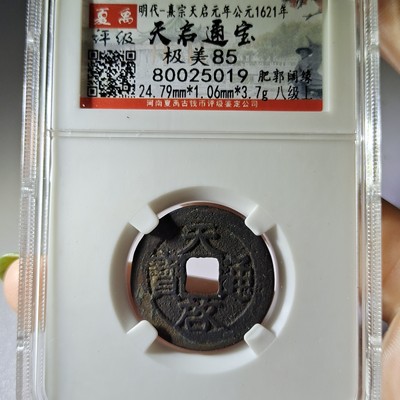 夏禹
评级
明代-熹宗天启元年公元1621年
天启通宝
极美85
80025019 肥郭阔缘
24.79mm*1.06mm*3.7g 八级上
河南夏禹古钱币评级鉴定公司
天啓通寳